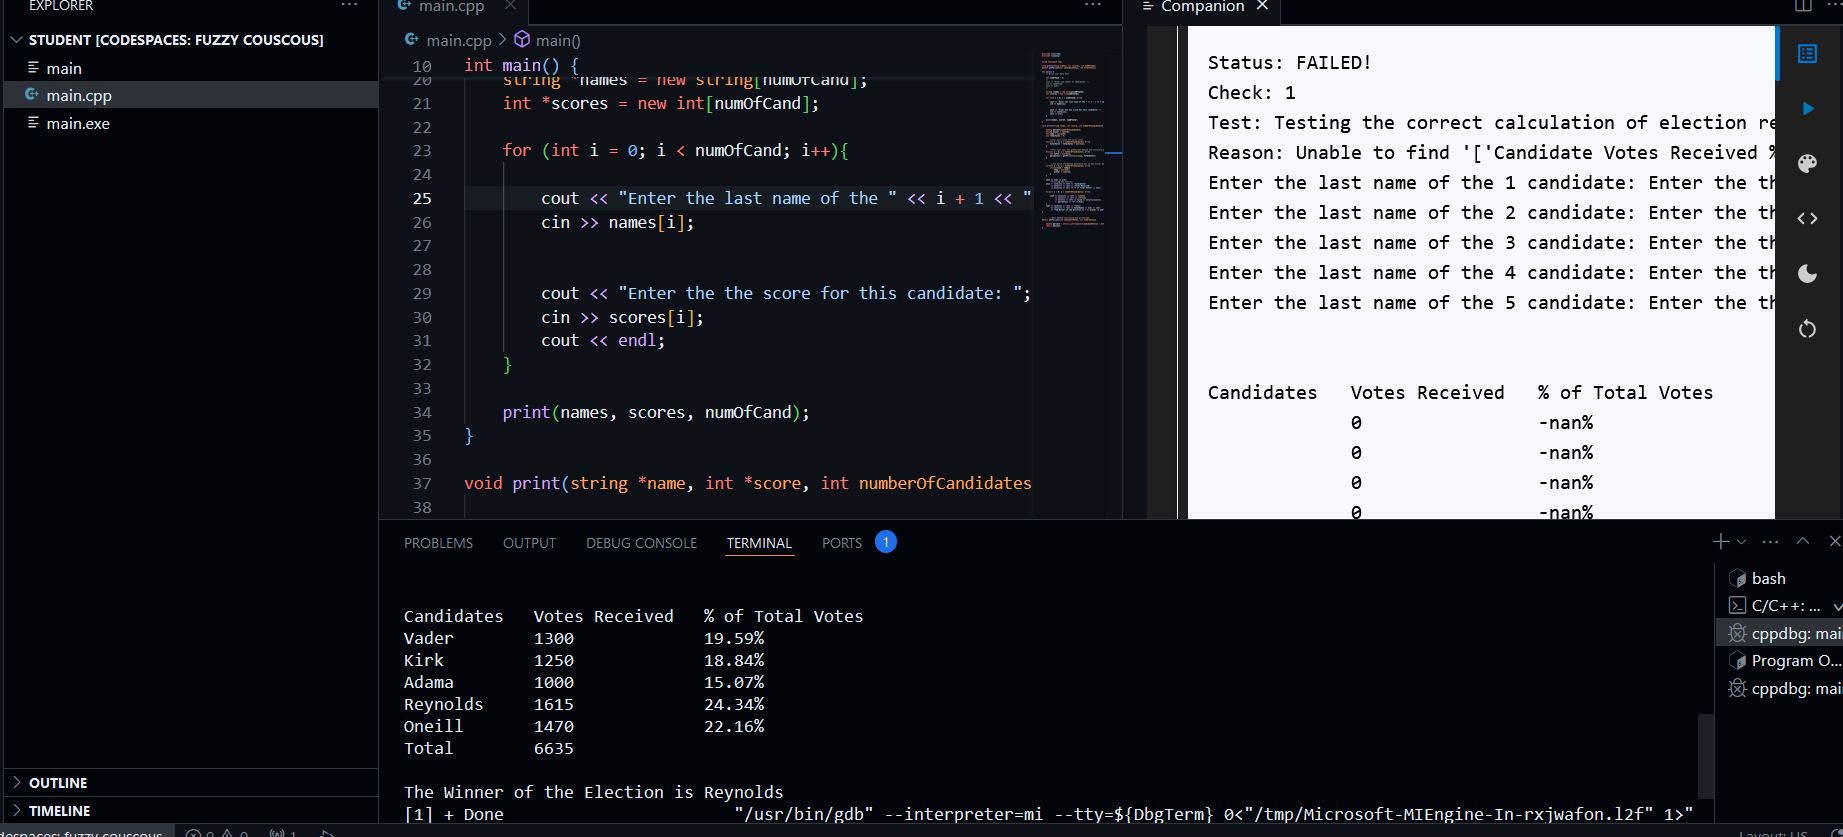 EXPLORER
STUDENT [CODESPACES: FUZZY COUSCOUS]
main
main.cpp
main.exe
OUTLINE
TIMELINE
main.cpp
main.cpp > main()
10 int main() {
20 string *names = new string[numOfCand];
21 int *scores = new int[numOfCand];
22
23 for (int i = 0; i < numOfCand; i++){
24
25 cout << "Enter the last name of the " << i + 1 << "
26 cin >> names[i];
27
28
29 cout << "Enter the the score for this candidate: ";
30 cin >> scores[i];
31 cout << endl;
32 }
33
34 print(names, scores, numOfCand);
35 }
36
37 void print(string *name, int *score, int numberOfCandidates
38
Companion
Status: FAILED!
Check: 1
Test: Testing the correct calculation of election re
Reason: Unable to find '['Candidate Votes Received %
Enter the last name of the 1 candidate: Enter the th
Enter the last name of the 2 candidate: Enter the th
Enter the last name of the 3 candidate: Enter the th
Enter the last name of the 4 candidate: Enter the th
Enter the last name of the 5 candidate: Enter the th
Candidates Votes Received % of Total Votes
0 -nan%
0 -nan%
0 -nan%
0 -nan%
PROBLEMS OUTPUT DEBUG CONSOLE TERMINAL PORTS 1
Candidates Votes Received % of Total Votes
Vader 1300 19.59%
Kirk 1250 18.84%
Adama 1000 15.07%
Reynolds 1615 24.34%
Oneill 1470 22.16%
Total 6635
The Winner of the Election is Reynolds
[1] + Done "/usr/bin/gdb" --interpreter=mi --tty=${DbgTerm} 0<"/tmp/Microsoft-MIEngine-In-rxjwafon.l2f" 1>"
bash
C/C++: ...
cppdbg: mai
Program O...
cppdbg: mai